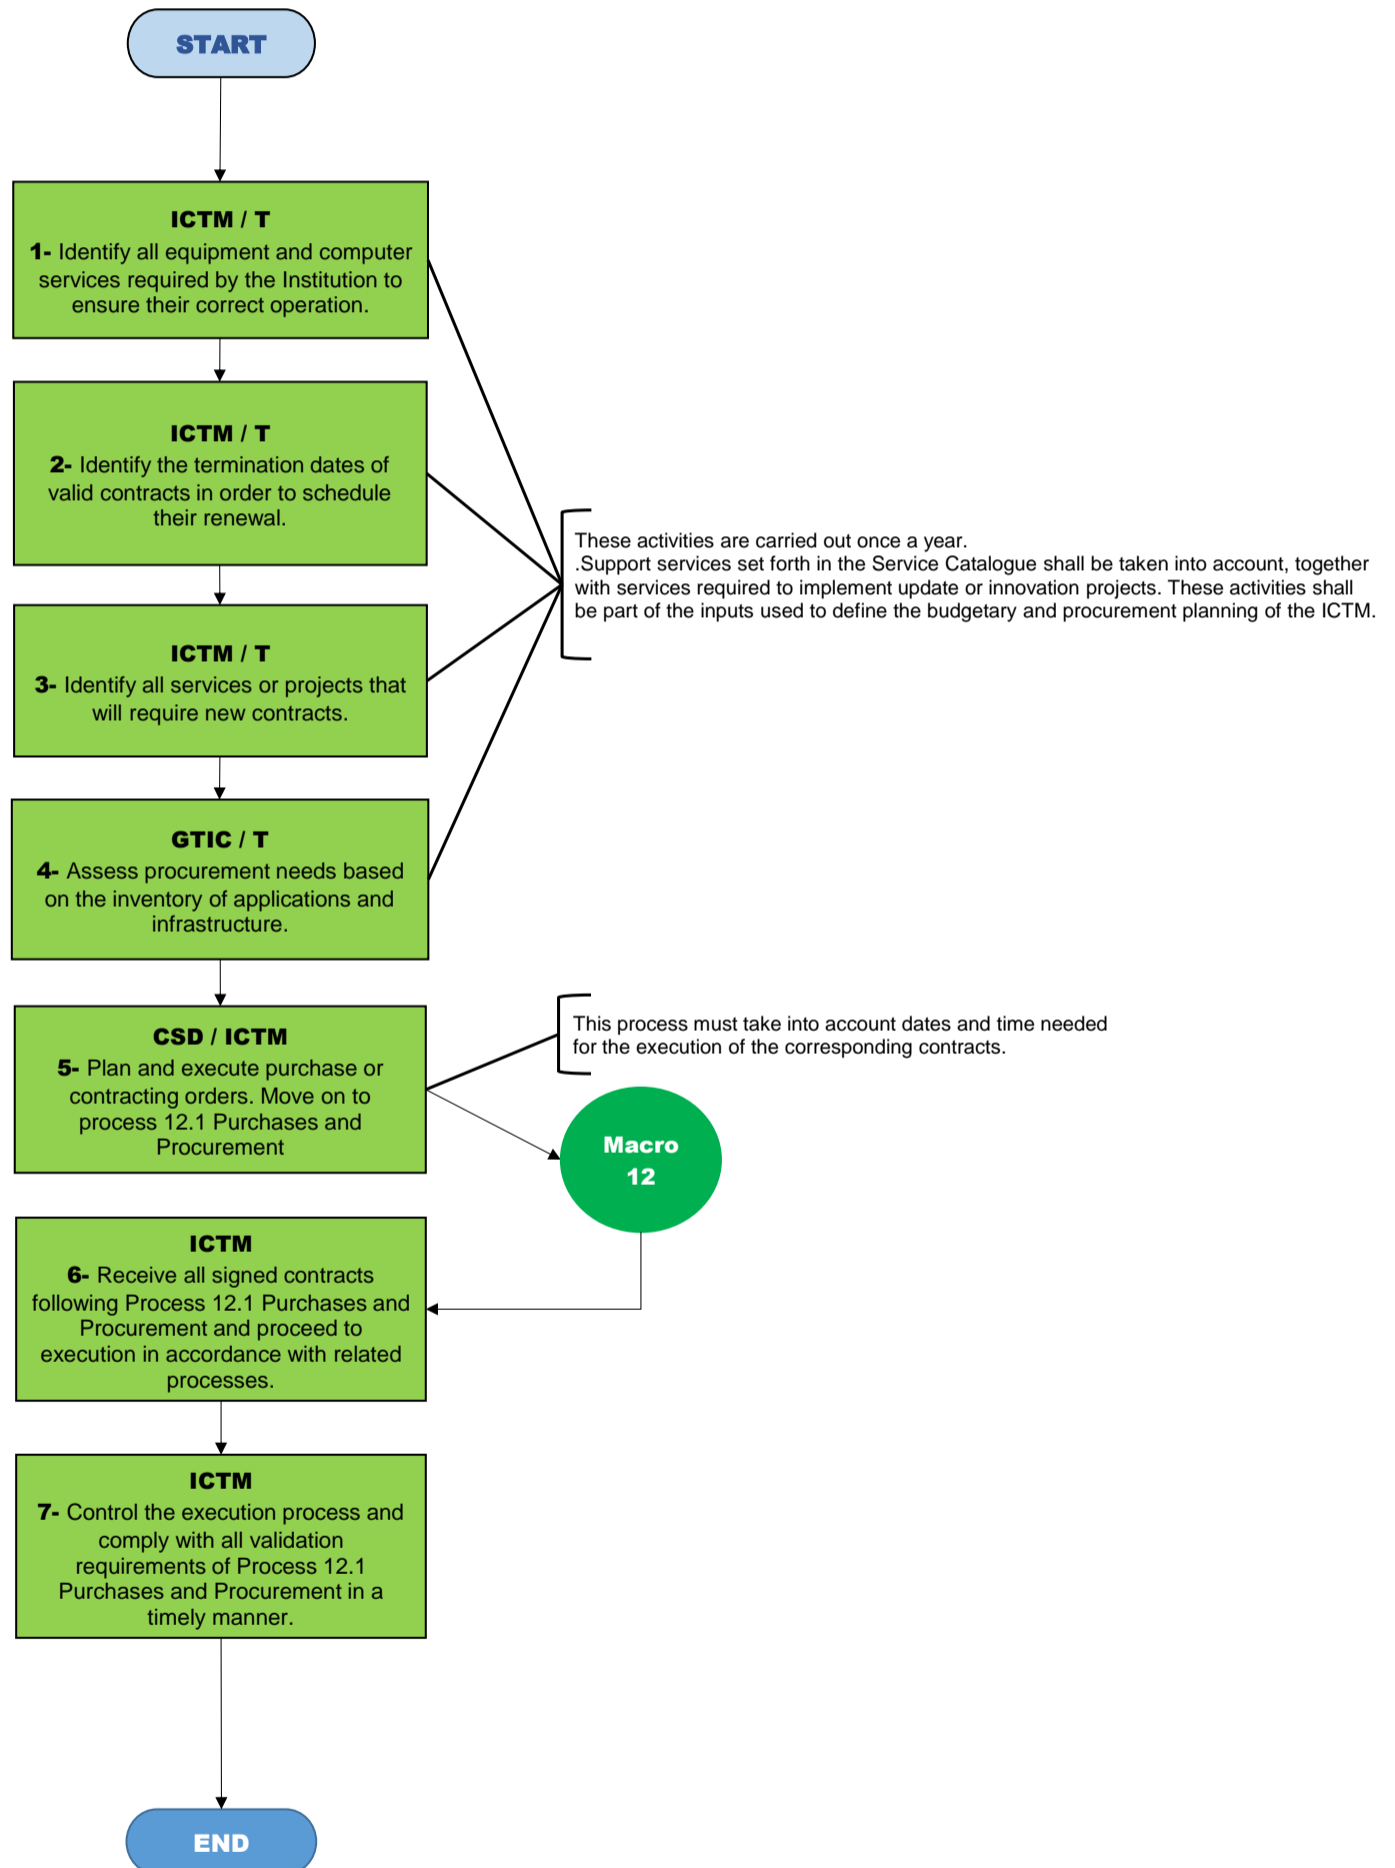 START
ICTM / T
1- Identify all equipment and computer
services required by the Institution to
ensure their correct operation.
ICTM / T
2- Identify the termination dates of
valid contracts in order to schedule
their renewal.
These activities are carried out once a year.
.Support services set forth in the Service Catalogue shall be taken into account, together
with services required to implement update or innovation projects. These activities shall
be part of the inputs used to define the budgetary and procurement planning of the ICTM.
ICTM / T
3- Identify all services or projects that
will require new contracts.
GTIC / T
4- Assess procurement needs based
on the inventory of applications and
infrastructure.
CSD / ICTM
5- Plan and execute purchase or
contracting orders. Move on to
process 12.1 Purchases and
Procurement
This process must take into account dates and time needed
for the execution of the corresponding contracts.
Macro
12
ICTM
6- Receive all signed contracts
following Process 12.1 Purchases and
Procurement and proceed to
execution in accordance with related
processes.
ICTM
7- Control the execution process and
comply with all validation
requirements of Process 12.1
Purchases and Procurement in a
timely manner.
END